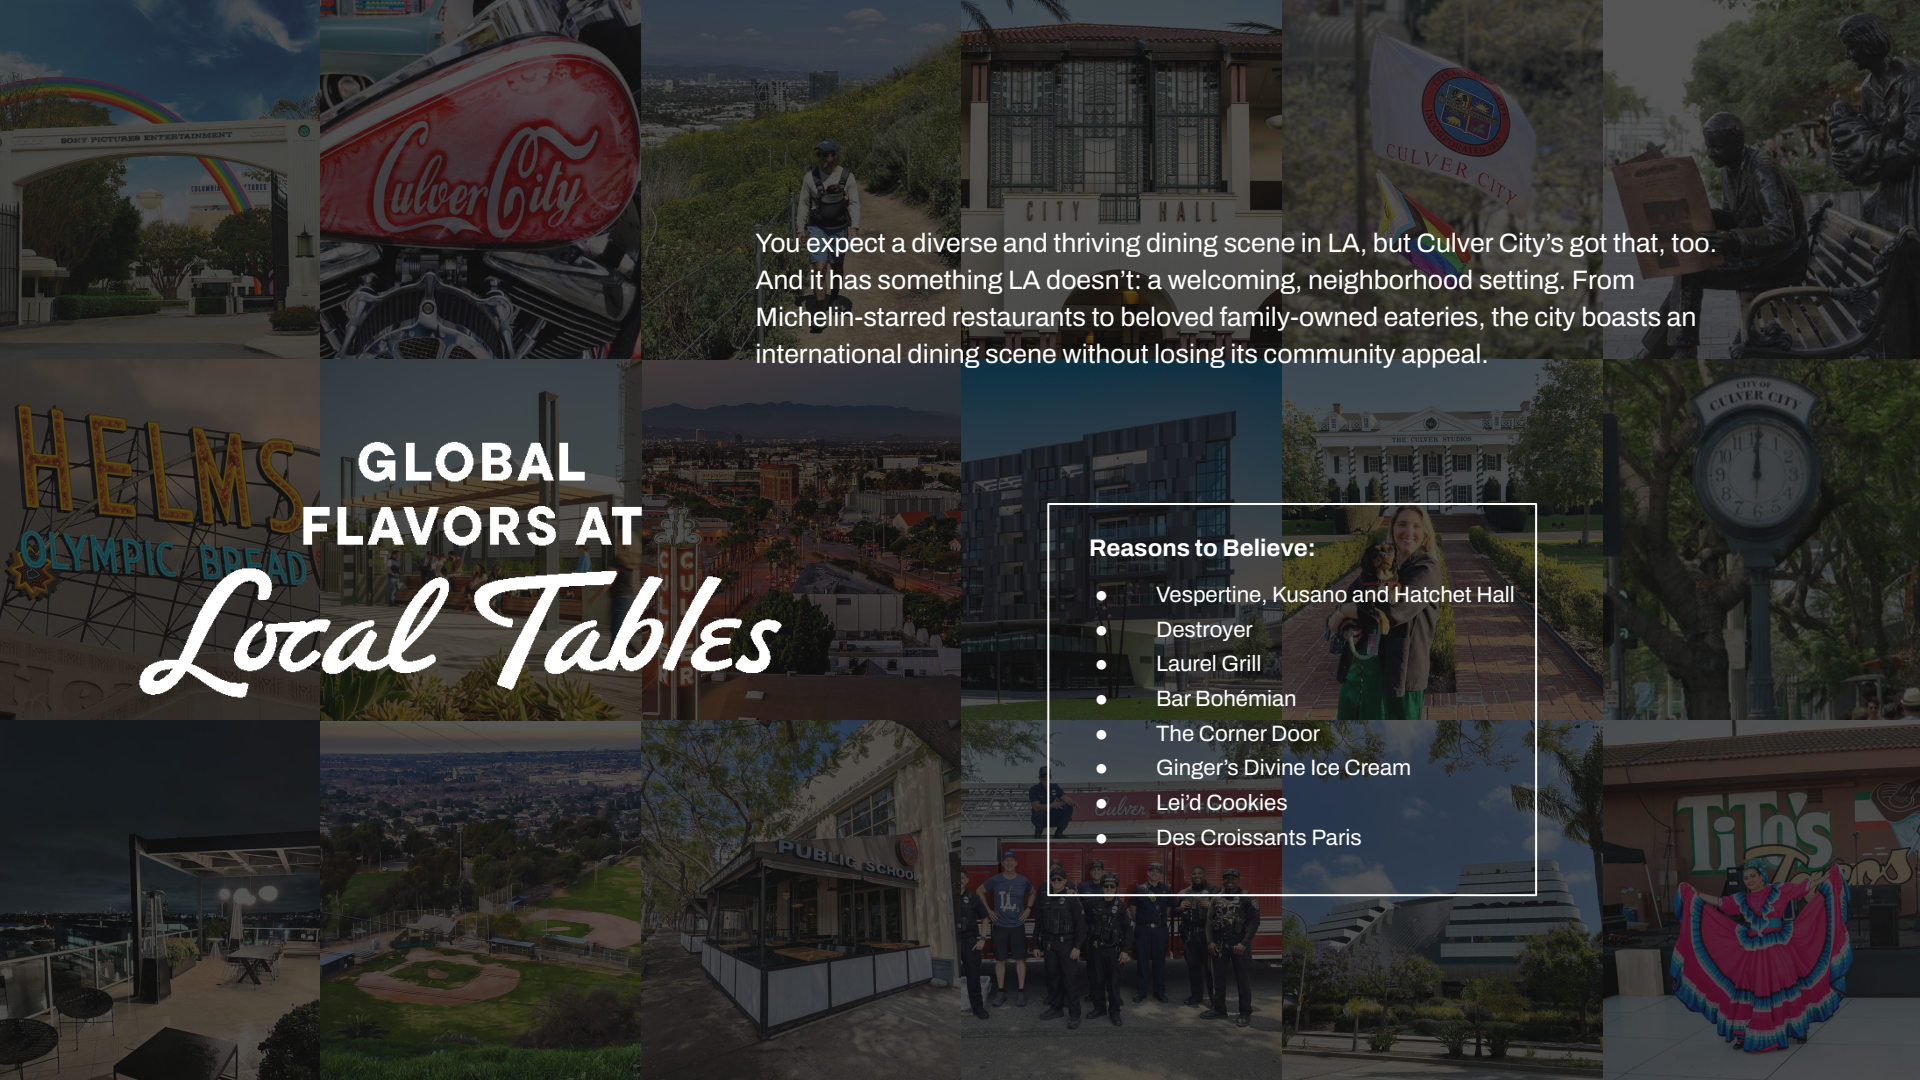 SONY PICTURES ENTERTAINMENT
Culver City
CITY HALL
CULVER CITY
You expect a diverse and thriving dining scene in LA, but Culver City’s got that, too.
And it has something LA doesn’t: a welcoming, neighborhood setting. From
Michelin-starred restaurants to beloved family-owned eateries, the city boasts an
international dining scene without losing its community appeal.
HELMS
OLYMPIC BREAD
GLOBAL
FLAVORS AT
Local Tables
THE CULVER STUDIOS
CITY OF
CULVER CITY
Reasons to Believe:
● Vespertine, Kusano and Hatchet Hall
● Destroyer
● Laurel Grill
● Bar Bohémian
● The Corner Door
● Ginger’s Divine Ice Cream
● Lei’d Cookies
● Des Croissants Paris
PUBLIC SCHOOL
Culver
LA
TiTo's
Tacos